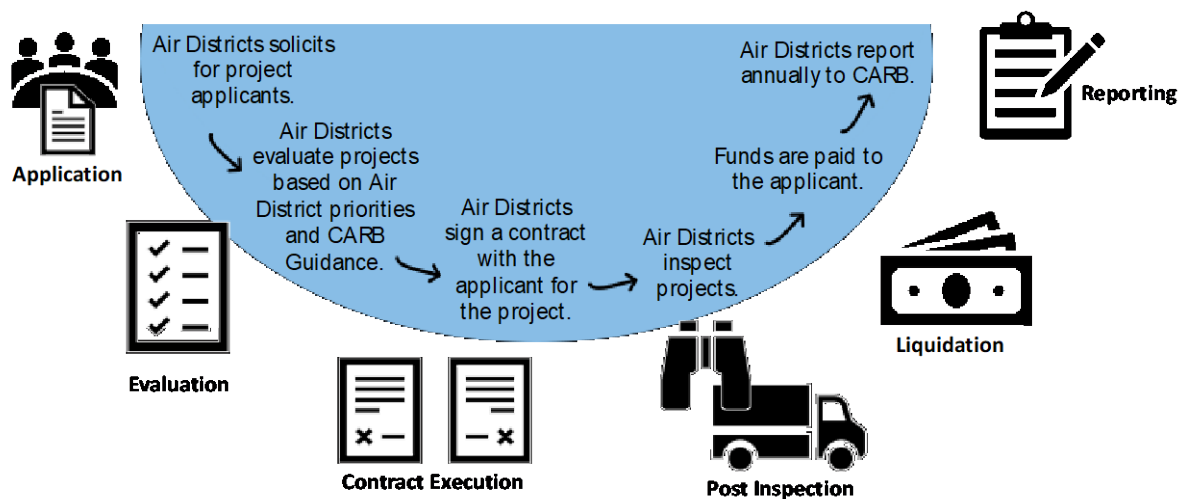 Air Districts solicits
for project
applicants.
Application
Air Districts
evaluate projects
based on Air
District priorities
and CARB
Guidance.
Evaluation
Air Districts
sign a contract
with the
applicant for
the project.
Contract Execution
Air Districts
inspect
projects.
Post Inspection
Funds are paid to
the applicant.
Liquidation
Air Districts report
annually to CARB.
Reporting